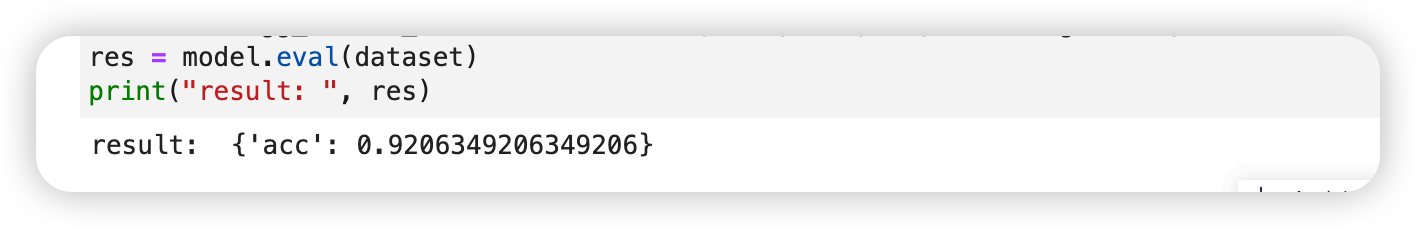 res = model.eval(dataset)
print("result: ", res)
result:  {'acc': 0.9206349206349206}